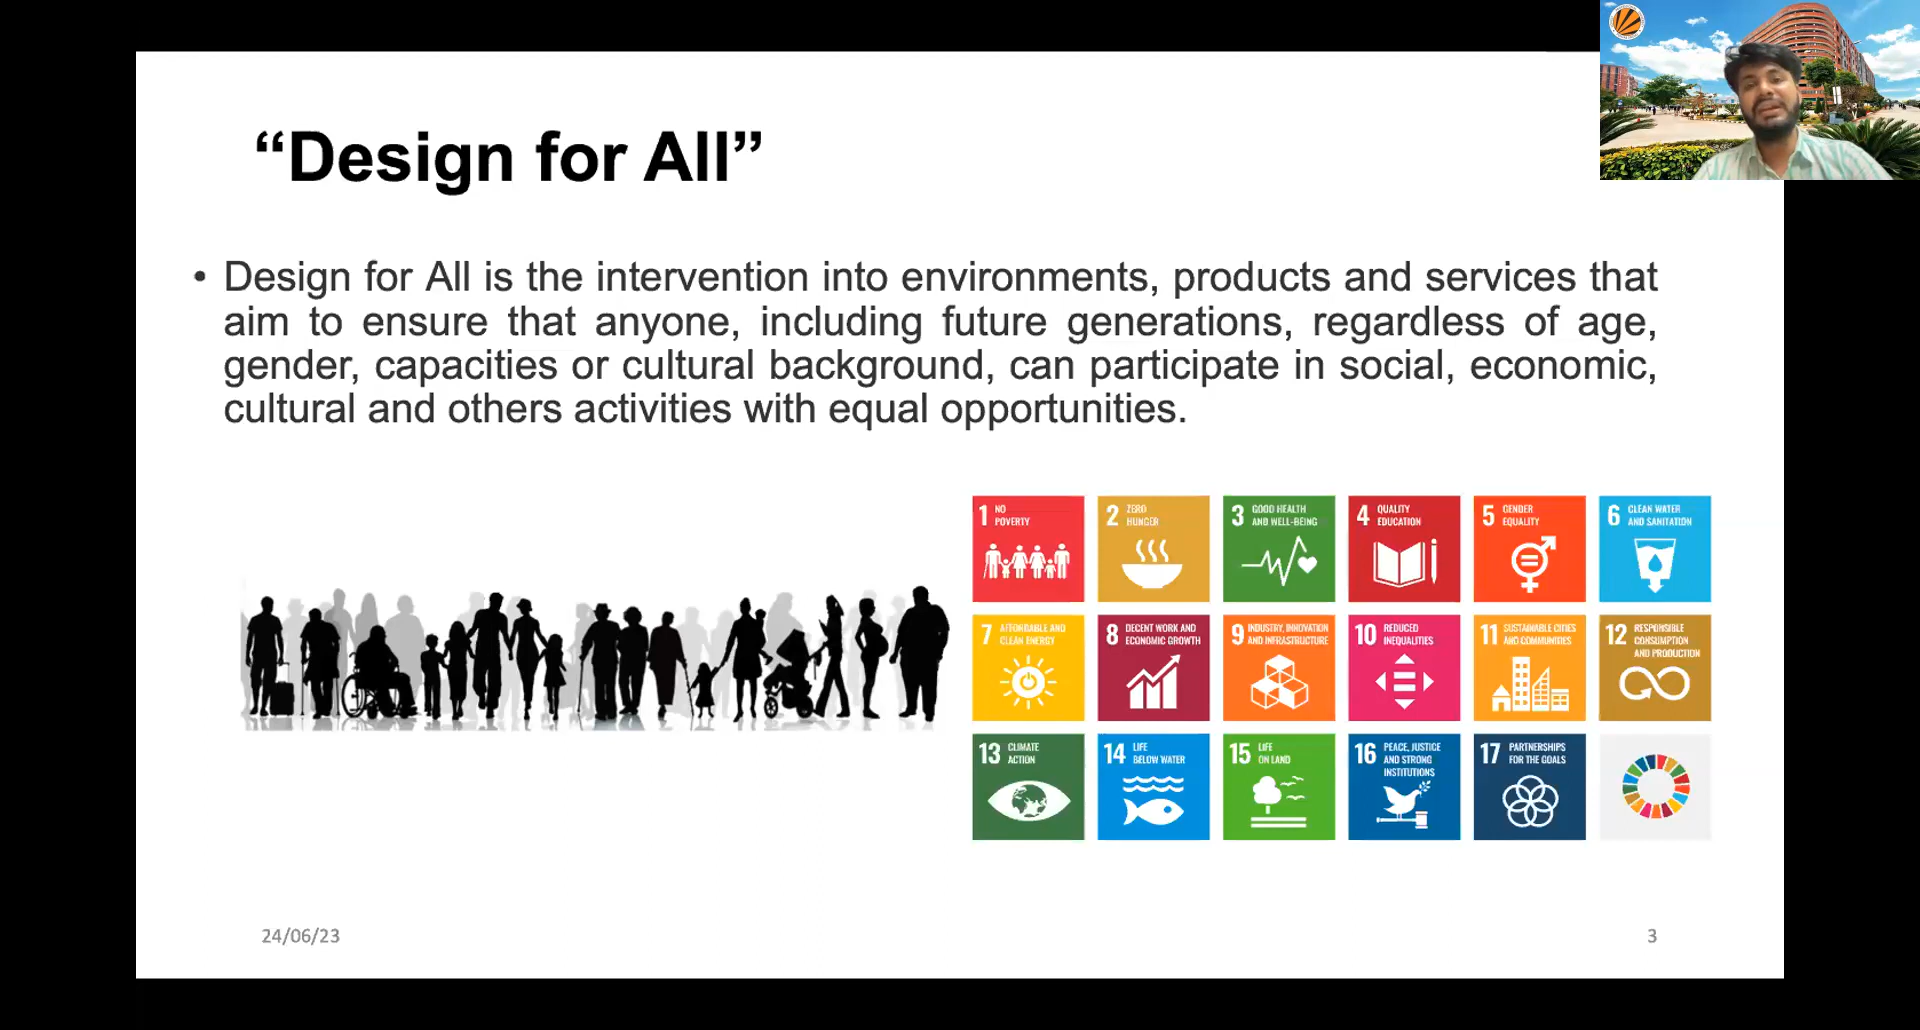 “Design for All”
• Design for All is the intervention into environments, products and services that
aim to ensure that anyone, including future generations, regardless of age,
gender, capacities or cultural background, can participate in social, economic,
cultural and others activities with equal opportunities.
1 NO
POVERTY
2 ZERO
HUNGER
3 GOOD HEALTH
AND WELL-BEING
4 QUALITY
EDUCATION
5 GENDER
EQUALITY
6 CLEAN WATER
AND SANITATION
7 AFFORDABLE AND
CLEAN ENERGY
8 DECENT WORK AND
ECONOMIC GROWTH
9 INDUSTRY, INNOVATION
AND INFRASTRUCTURE
10 REDUCED
INEQUALITIES
11 SUSTAINABLE CITIES
AND COMMUNITIES
12 RESPONSIBLE
CONSUMPTION
AND PRODUCTION
13 CLIMATE
ACTION
14 LIFE
BELOW WATER
15 LIFE
ON LAND
16 PEACE, JUSTICE
AND STRONG
INSTITUTIONS
17 PARTNERSHIPS
FOR THE GOALS
24/06/23
3